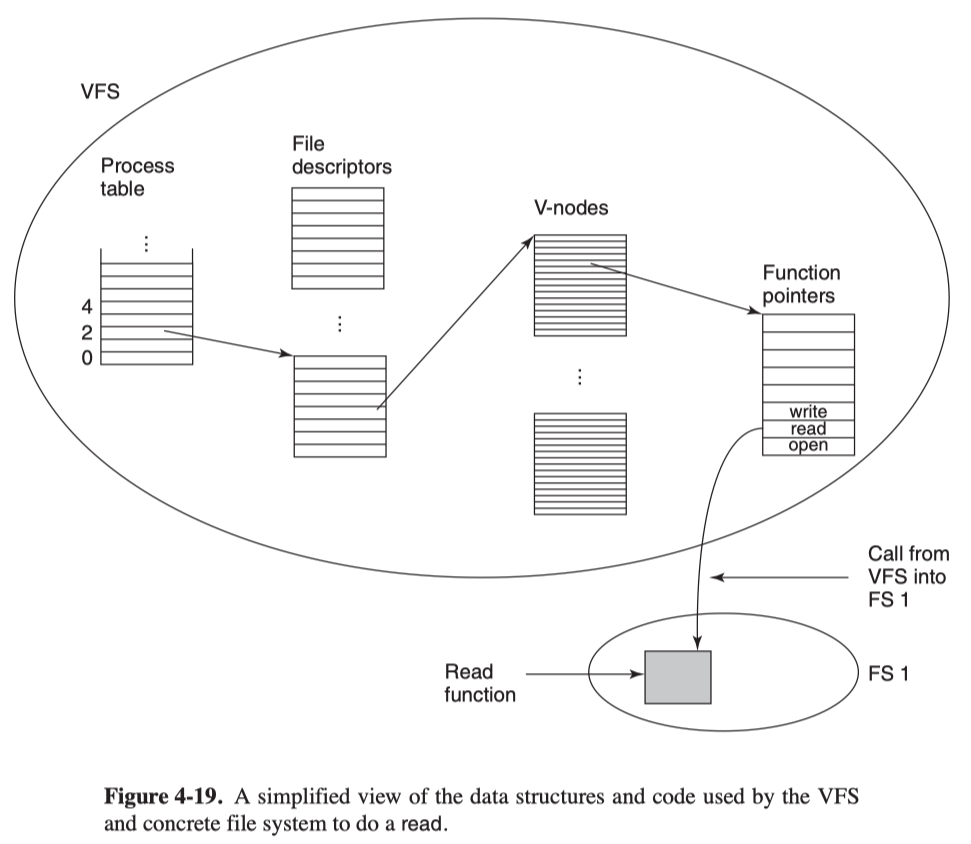 VFS
File
descriptors
Process
table
V-nodes
Function
pointers
4
2
0
write
read
open
Call from
VFS into
FS 1
Read
function
FS 1
Figure 4-19. A simplified view of the data structures and code used by the VFS
and concrete file system to do a read.